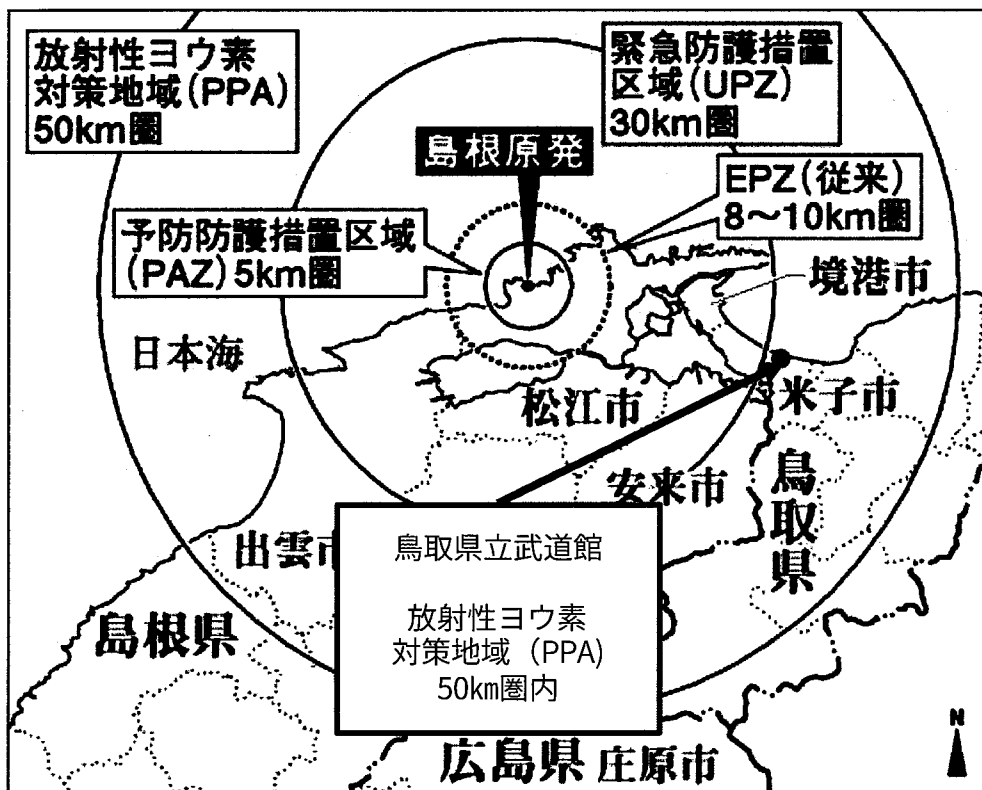 放射性ヨウ素
対策地域(PPA)
50km圏
緊急防護措置
区域(UPZ)
30km圏
島根原発
EPZ(従来)
8〜10km圏
予防防護措置区域
(PAZ)5km圏
境港市
日本海
米子市
松江市
鳥取県
安来市
出雲市
島根県
鳥取県立武道館
放射性ヨウ素
対策地域（PPA)
50㎞圏内
広島県
庄原市
N